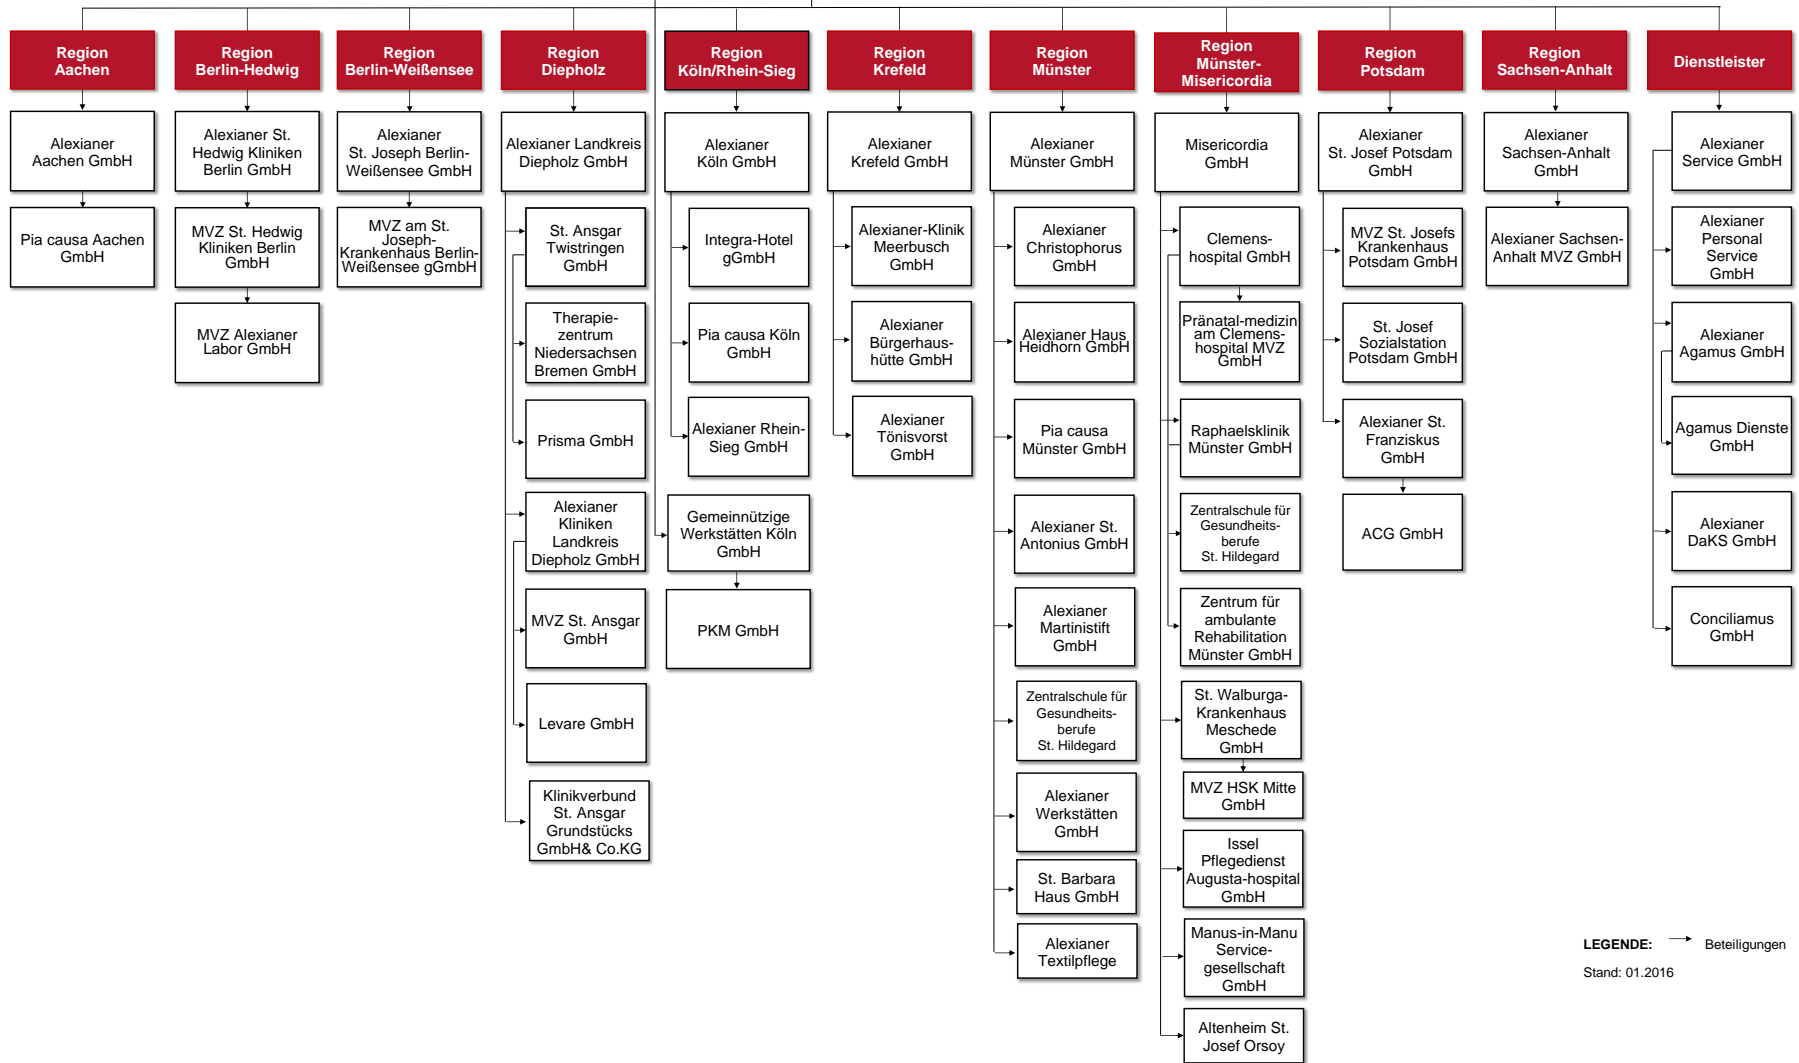 Region
Aachen
Region
Berlin-Hedwig
Region
Berlin-Weißensee
Region
Diepholz
Region
Köln/Rhein-Sieg
Region
Krefeld
Region
Münster
Region
Münster-
Misericordia
Region
Potsdam
Region
Sachsen-Anhalt
Dienstleister
Alexianer
Aachen GmbH
Pia causa Aachen
GmbH
Alexianer St.
Hedwig Kliniken
Berlin GmbH
MVZ St. Hedwig
Kliniken Berlin
GmbH
MVZ Alexianer
Labor GmbH
Alexianer
St. Joseph Berlin-
Weißensee GmbH
MVZ am St.
Joseph-
Krankenhaus Berlin-
Weißensee gGmbH
Alexianer Landkreis
Diepholz GmbH
St. Ansgar
Twistringen
GmbH
Therapie-
zentrum
Niedersachsen
Bremen GmbH
Prisma GmbH
Alexianer
Kliniken
Landkreis
Diepholz GmbH
MVZ St. Ansgar
GmbH
Levare GmbH
Klinikverbund
St. Ansgar
Grundstücks
GmbH& Co.KG
Alexianer
Köln GmbH
Integra-Hotel
gGmbH
Pia causa Köln
GmbH
Alexianer Rhein-
Sieg GmbH
Gemeinnützige
Werkstätten Köln
GmbH
PKM GmbH
Alexianer
Krefeld GmbH
Alexianer-Klinik
Meerbusch
GmbH
Alexianer
Bürgerhaus-
hütte GmbH
Alexianer
Tönisvorst
GmbH
Alexianer
Münster GmbH
Alexianer
Christophorus
GmbH
Alexianer Haus
Heidhorn GmbH
Pia causa
Münster GmbH
Alexianer St.
Antonius GmbH
Alexianer
Martinistift
GmbH
Zentralschule für
Gesundheits-
berufe
St. Hildegard
Alexianer
Werkstätten
GmbH
St. Barbara
Haus GmbH
Alexianer
Textilpflege
Misericordia
GmbH
Clemens-
hospital GmbH
Pränatal-medizin
am Clemens-
hospital MVZ
GmbH
Raphaelsklinik
Münster GmbH
Zentralschule für
Gesundheits-
berufe
St. Hildegard
Zentrum für
ambulante
Rehabilitation
Münster GmbH
St. Walburga-
Krankenhaus
Meschede
GmbH
MVZ HSK Mitte
GmbH
Issel
Pflegedienst
Augusta-hospital
GmbH
Manus-in-Manu
Service-
gesellschaft
GmbH
Altenheim St.
Josef Orsoy
Alexianer
St. Josef Potsdam
GmbH
MVZ St. Josefs
Krankenhaus
Potsdam GmbH
St. Josef
Sozialstation
Potsdam GmbH
Alexianer St.
Franziskus
GmbH
ACG GmbH
Alexianer
Sachsen-Anhalt
GmbH
Alexianer Sachsen-
Anhalt MVZ GmbH
Alexianer
Service GmbH
Alexianer
Personal
Service
GmbH
Alexianer
Agamus GmbH
Agamus Dienste
GmbH
Alexianer
DaKS GmbH
Conciliamus
GmbH
LEGENDE: Beteiligungen
Stand: 01.2016